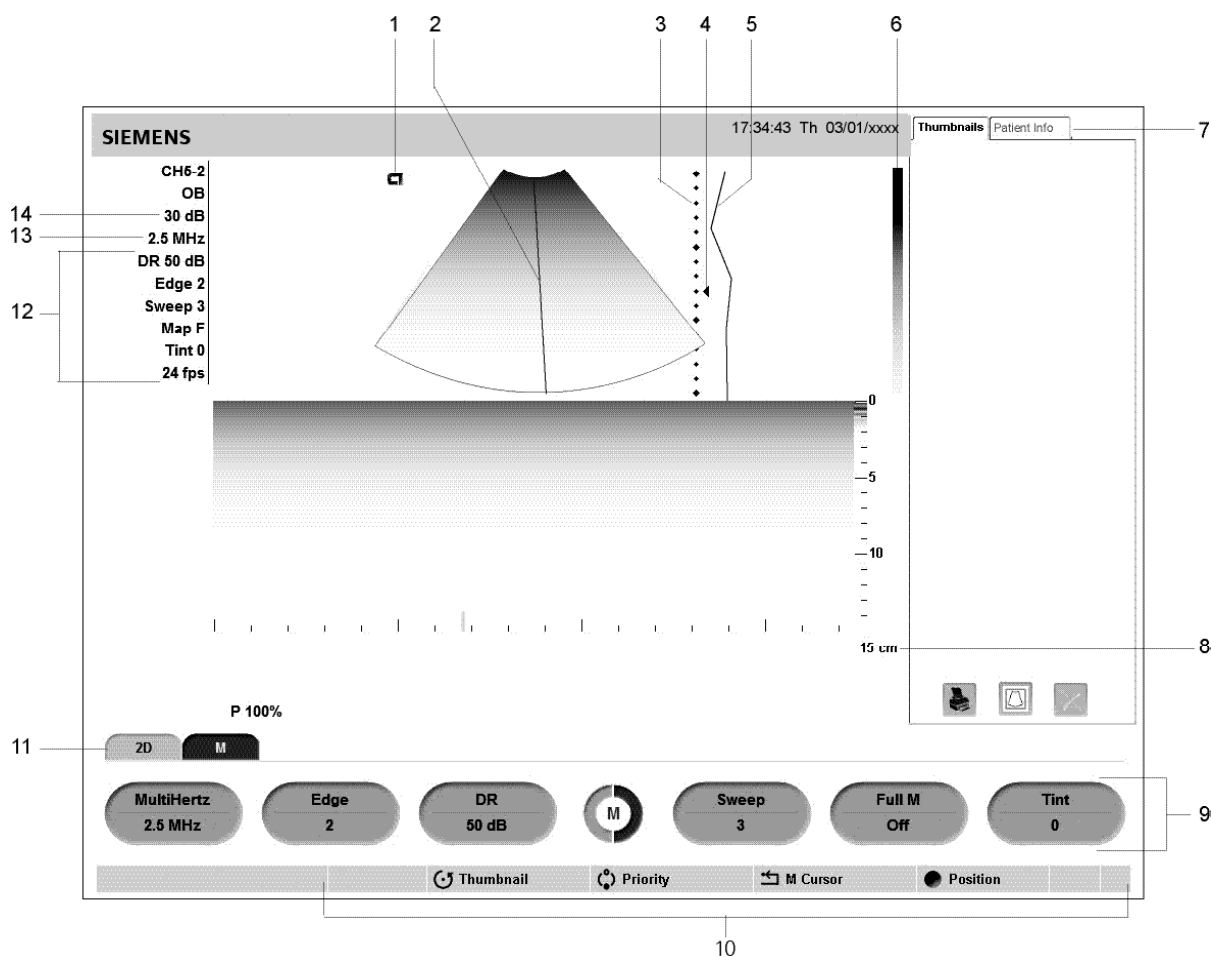 1 2 3 4 5 6
SIEMENS 17:34:43 Th 03/01/xxxx Thumbnails Patient Info 7
CH5-2
OB
14 30 dB
13 2.5 MHz
DR 50 dB
Edge 2
12 Sweep 3
Map F
Tint 0
24 fps
0
5
10
15 cm 8
P 100%
11 2D M
MultiHertz Edge DR M Sweep Full M Tint
2.5 MHz 2 50 dB 3 Off 0 9
Thumbnail Priority M Cursor Position
10